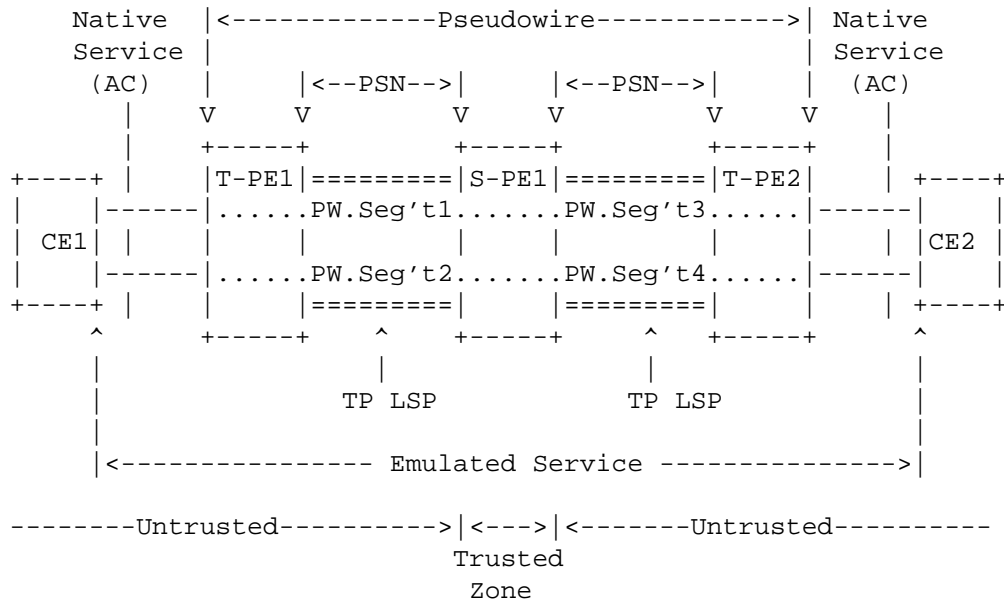 Native |<------------Pseudowire------------>| Native
Service | | Service
(AC) | |<--PSN-->| |<--PSN-->| | (AC)
| V V V V V V |
| +-----+ +-----+ +-----+ |
+----+ | |T-PE1|=========|S-PE1|=========|T-PE2| | +----+
| |------|......PW.Seg't1.......PW.Seg't3......|------| |
| CE1| | | | | | | | | |CE2 |
| |------|......PW.Seg't2.......PW.Seg't4......|------| |
+----+ | | |=========| |=========| | | +----+
^ +-----+ ^ +-----+ ^ +-----+ ^
| | | |
| TP LSP TP LSP |
| |
|<---------------- Emulated Service -------------->|
--------Untrusted---------->|<--->|<-------Untrusted----------
Trusted
Zone